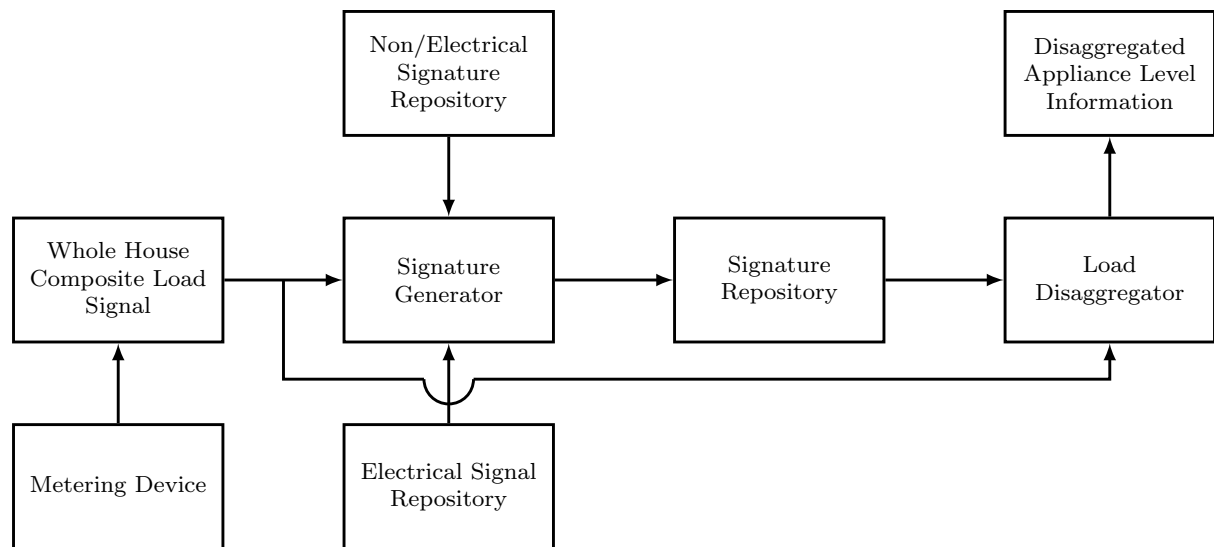 Non/Electrical
Signature
Repository
Disaggregated
Appliance Level
Information
Whole House
Composite Load
Signal
Signature
Generator
Signature
Repository
Load
Disaggregator
Metering Device
Electrical Signal
Repository